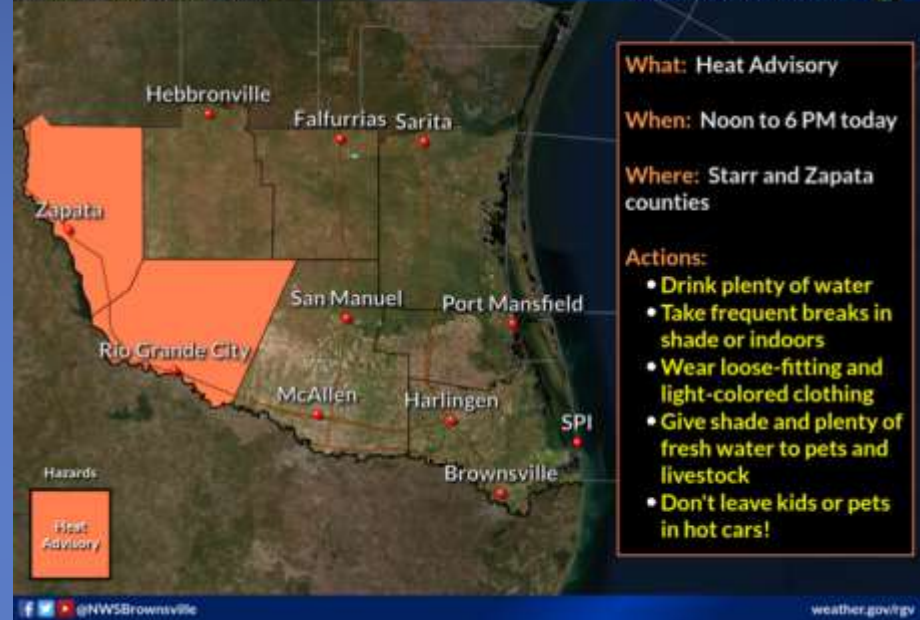 Hebbronville
Falfurrias
Sarita
Zapata
San Manuel
Port Mansfield
Rio Grande City
McAllen
Harlingen
SPI
Brownsville
Hazards
Heat
Advisory
What: Heat Advisory
When: Noon to 6 PM today
Where: Starr and Zapata
counties
Actions:
• Drink plenty of water
• Take frequent breaks in
shade or indoors
• Wear loose-fitting and
light-colored clothing
• Give shade and plenty of
fresh water to pets and
livestock
• Don't leave kids or pets
in hot cars!
@NWSBrownsville
weather.gov/rgv